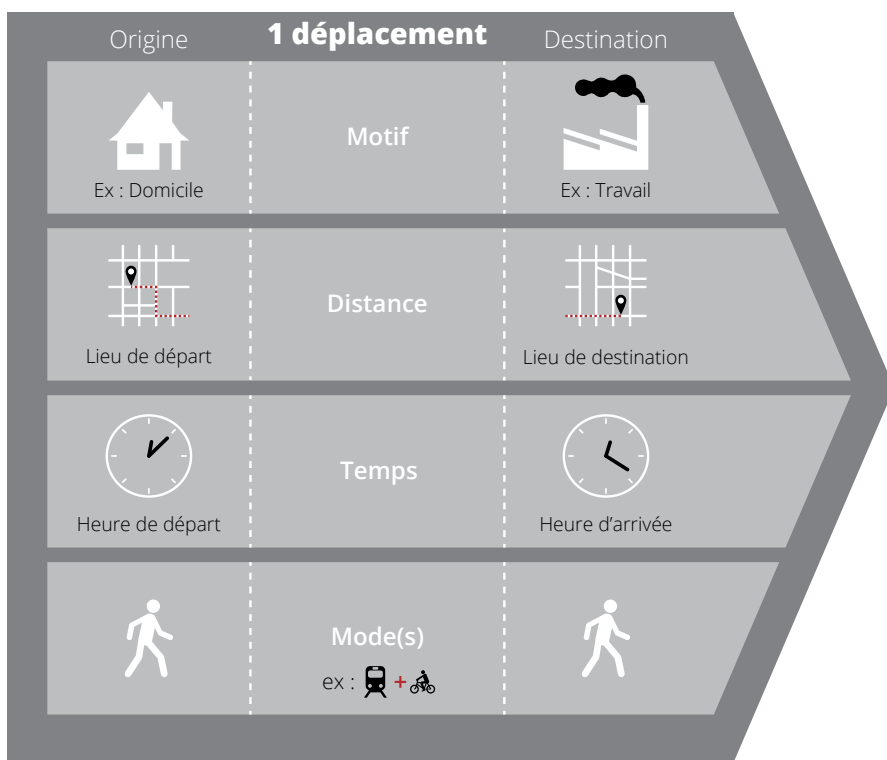 Origine
1 déplacement
Destination
Motif
Ex : Domicile
Ex : Travail
Distance
Lieu de départ
Lieu de destination
Temps
Heure de départ
Heure d’arrivée
Mode(s)
ex : +